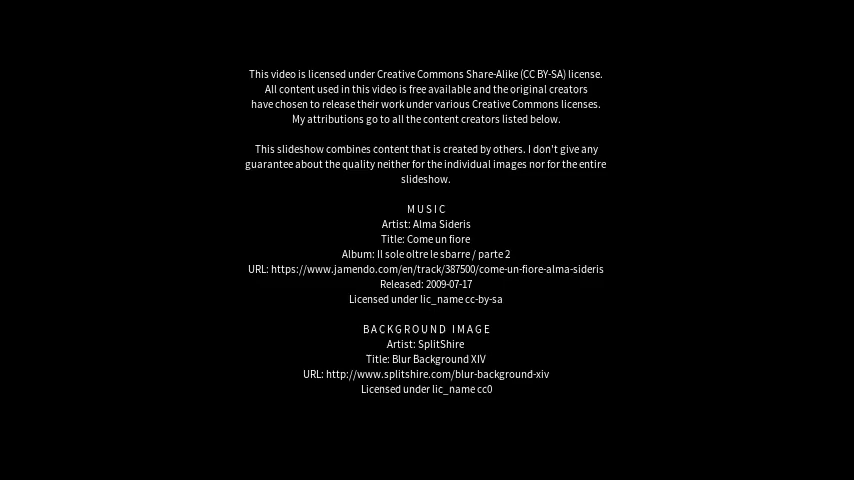 This video is licensed under Creative Commons Share-Alike (CC BY-SA) license.
All content used in this video is free available and the original creators
have chosen to release their work under various Creative Commons licenses.
My attributions go to all the content creators listed below.
This slideshow combines content that is created by others. I don't give any
guarantee about the quality neither for the individual images nor for the entire
slideshow.
MUSIC
Artist: Alma Sideris
Title: Come un fiore
Album: Il sole oltre le sbarre / parte 2
URL: https://www.jamendo.com/en/track/387500/come-un-fiore-alma-sideris
Released: 2009-07-17
Licensed under lic_name cc-by-sa
BACKGROUND IMAGE
Artist: SplitShire
Title: Blur Background XIV
URL: http://www.splitshire.com/blur-background-xiv
Licensed under lic_name cc0